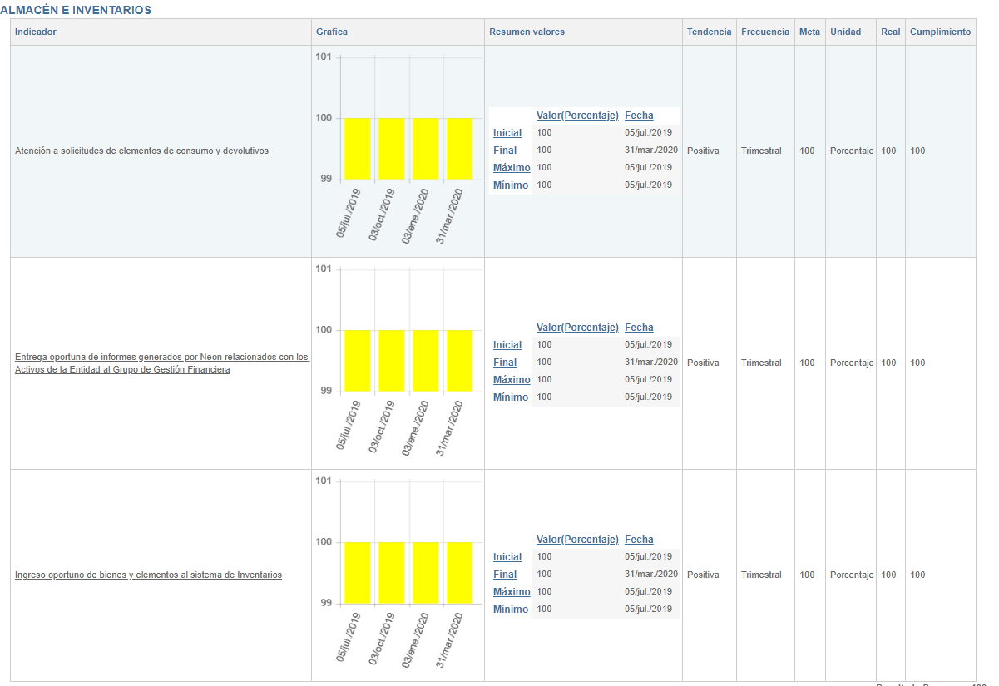 ALMACÉN E INVENTARIOS
Indicador Grafica Resumen valores Tendencia Frecuencia Meta Unidad Real Cumplimiento
Atención a solicitudes de elementos de consumo y devolutivos
101
100
99
05/jul./2019 03/oct./2019 03/ene./2020 31/mar./2020
Valor(Porcentaje) Fecha
Inicial 100 05/jul./2019
Final 100 31/mar./2020
Máximo 100 05/jul./2019
Mínimo 100 05/jul./2019
Positiva Trimestral 100 Porcentaje 100 100
Entrega oportuna de informes generados por Neon relacionados con los
Activos de la Entidad al Grupo de Gestión Financiera
101
100
99
05/jul./2019 03/oct./2019 03/ene./2020 31/mar./2020
Valor(Porcentaje) Fecha
Inicial 100 05/jul./2019
Final 100 31/mar./2020
Máximo 100 05/jul./2019
Mínimo 100 05/jul./2019
Positiva Trimestral 100 Porcentaje 100 100
Ingreso oportuno de bienes y elementos al sistema de Inventarios
101
100
99
05/jul./2019 03/oct./2019 03/ene./2020 31/mar./2020
Valor(Porcentaje) Fecha
Inicial 100 05/jul./2019
Final 100 31/mar./2020
Máximo 100 05/jul./2019
Mínimo 100 05/jul./2019
Positiva Trimestral 100 Porcentaje 100 100